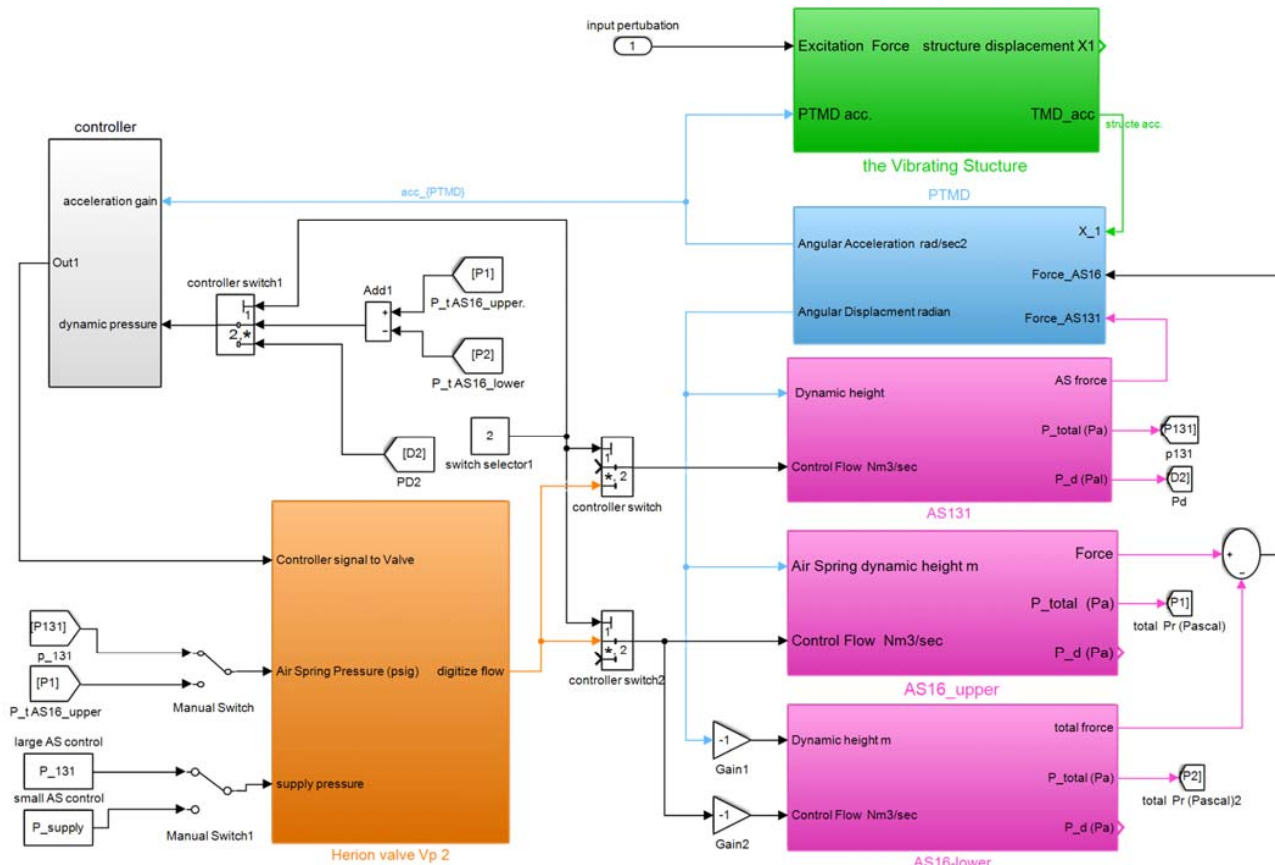 input pertubation
1
Excitation Force structure displacement X1
PTMD acc. TMD_acc
structe acc.
the Vibrating Stucture
controller
acceleration gain
Out1
dynamic pressure
acc_{PTMD}
PTMD
Angular Acceleration rad/sec2
X_1
Force_AS16
Angular Displacment radian
Force_AS131
controller switch1
1
2,*
Add1
+
−
[P1]
P_t AS16_upper.
[P2]
P_t AS16_lower
[D2]
PD2
2
switch selector1
1
*, 2
controller switch
Dynamic height
AS frorce
P_total (Pa)
[P131]
p131
Control Flow Nm3/sec
P_d (Pal)
[D2]
Pd
AS131
Controller signal to Valve
Air Spring Pressure (psig)
digitize flow
supply pressure
Herion valve Vp 2
[P131]
p_131
[P1]
P_t AS16_upper
Manual Switch
large AS control
P_131
small AS control
P_supply
Manual Switch1
1
*, 2
controller switch2
Air Spring dynamic height m
Force
P_total (Pa)
[P1]
total Pr (Pascal)
Control Flow Nm3/sec
P_d (Pa)
AS16_upper
+
−
-1
Gain1
-1
Gain2
Dynamic height m
total frorce
P_total (Pa)
[P2]
total Pr (Pascal)2
Control Flow Nm3/sec
P_d (Pa)
AS16-lower